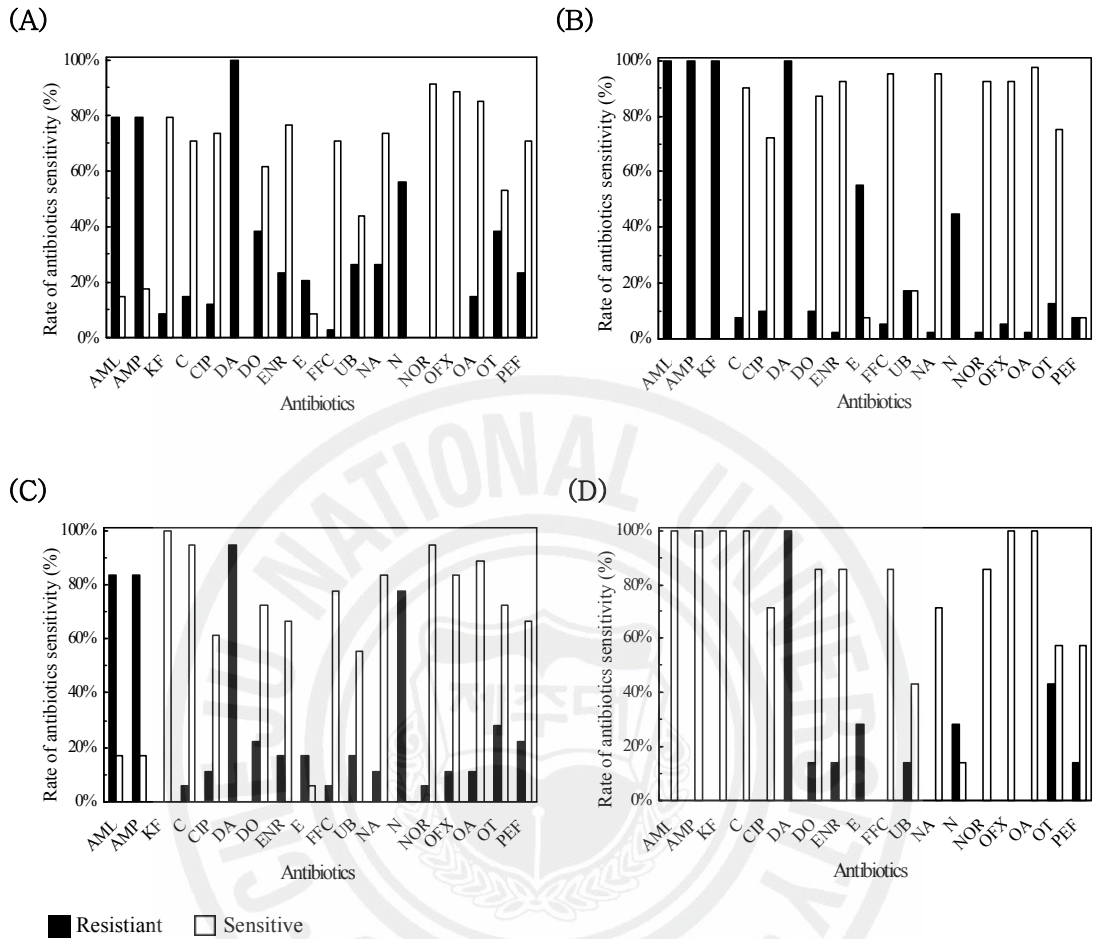 (A)
Rate of antibiotics sensitivity (%)
100%
80%
60%
40%
20%
0%
AML AMP KF C CIP DA DO ENR E FFC UB NA N NOR OFX OA OT PEF
Antibiotics
(B)
Rate of antibiotics sensitivity (%)
100%
80%
60%
40%
20%
0%
AML AMP KF C CIP DA DO ENR E FFC UB NA N NOR OFX OA OT PEF
Antibiotics
(C)
Rate of antibiotics sensitivity (%)
100%
80%
60%
40%
20%
0%
AML AMP KF C CIP DA DO ENR E FFC UB NA N NOR OFX OA OT PEF
Antibiotics
(D)
Rate of antibiotics sensitivity (%)
100%
80%
60%
40%
20%
0%
AML AMP KF C CIP DA DO ENR E FFC UB NA N NOR OFX OA OT PEF
Antibiotics
Resistiant Sensitive
JEJU NATIONAL UNIVERSITY